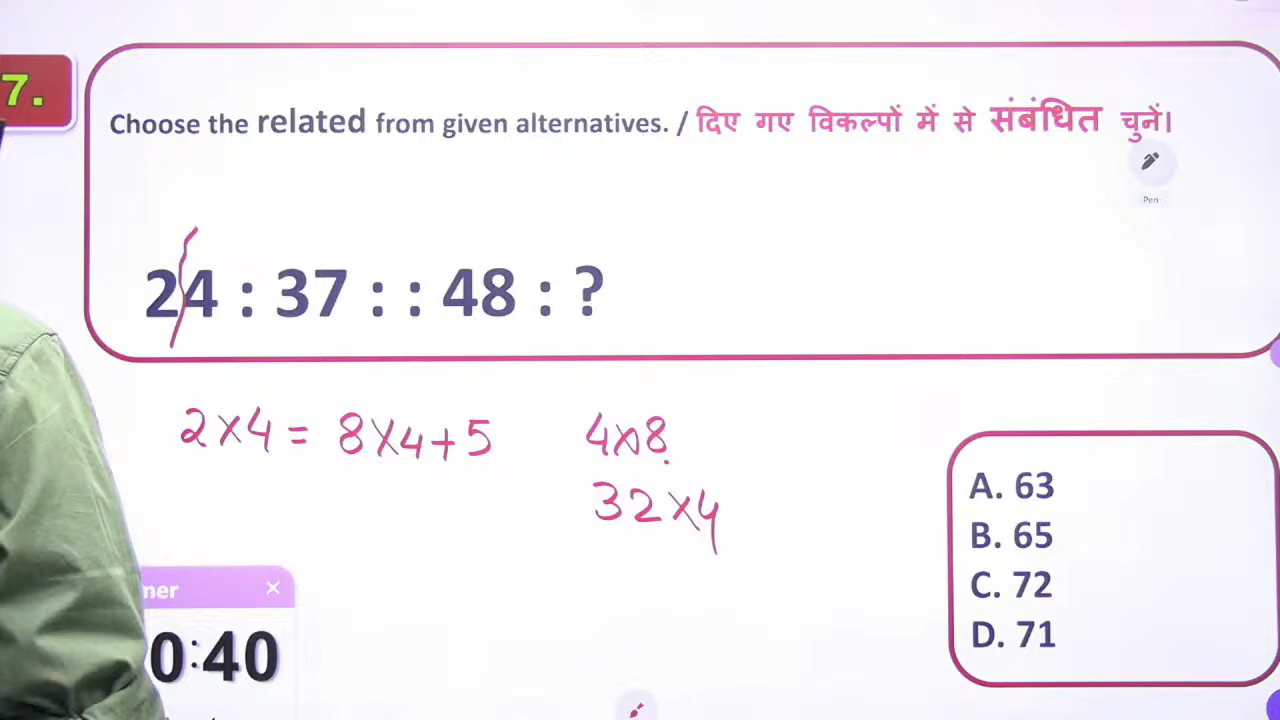 7.
Choose the related from given alternatives. / दिए गए विकल्पों में से संबंधित चुनें।
Pen
24 : 37 : : 48 : ?
2×4 = 8×4+5
4×8
32×4
A. 63
B. 65
C. 72
D. 71
mer ×
0:40